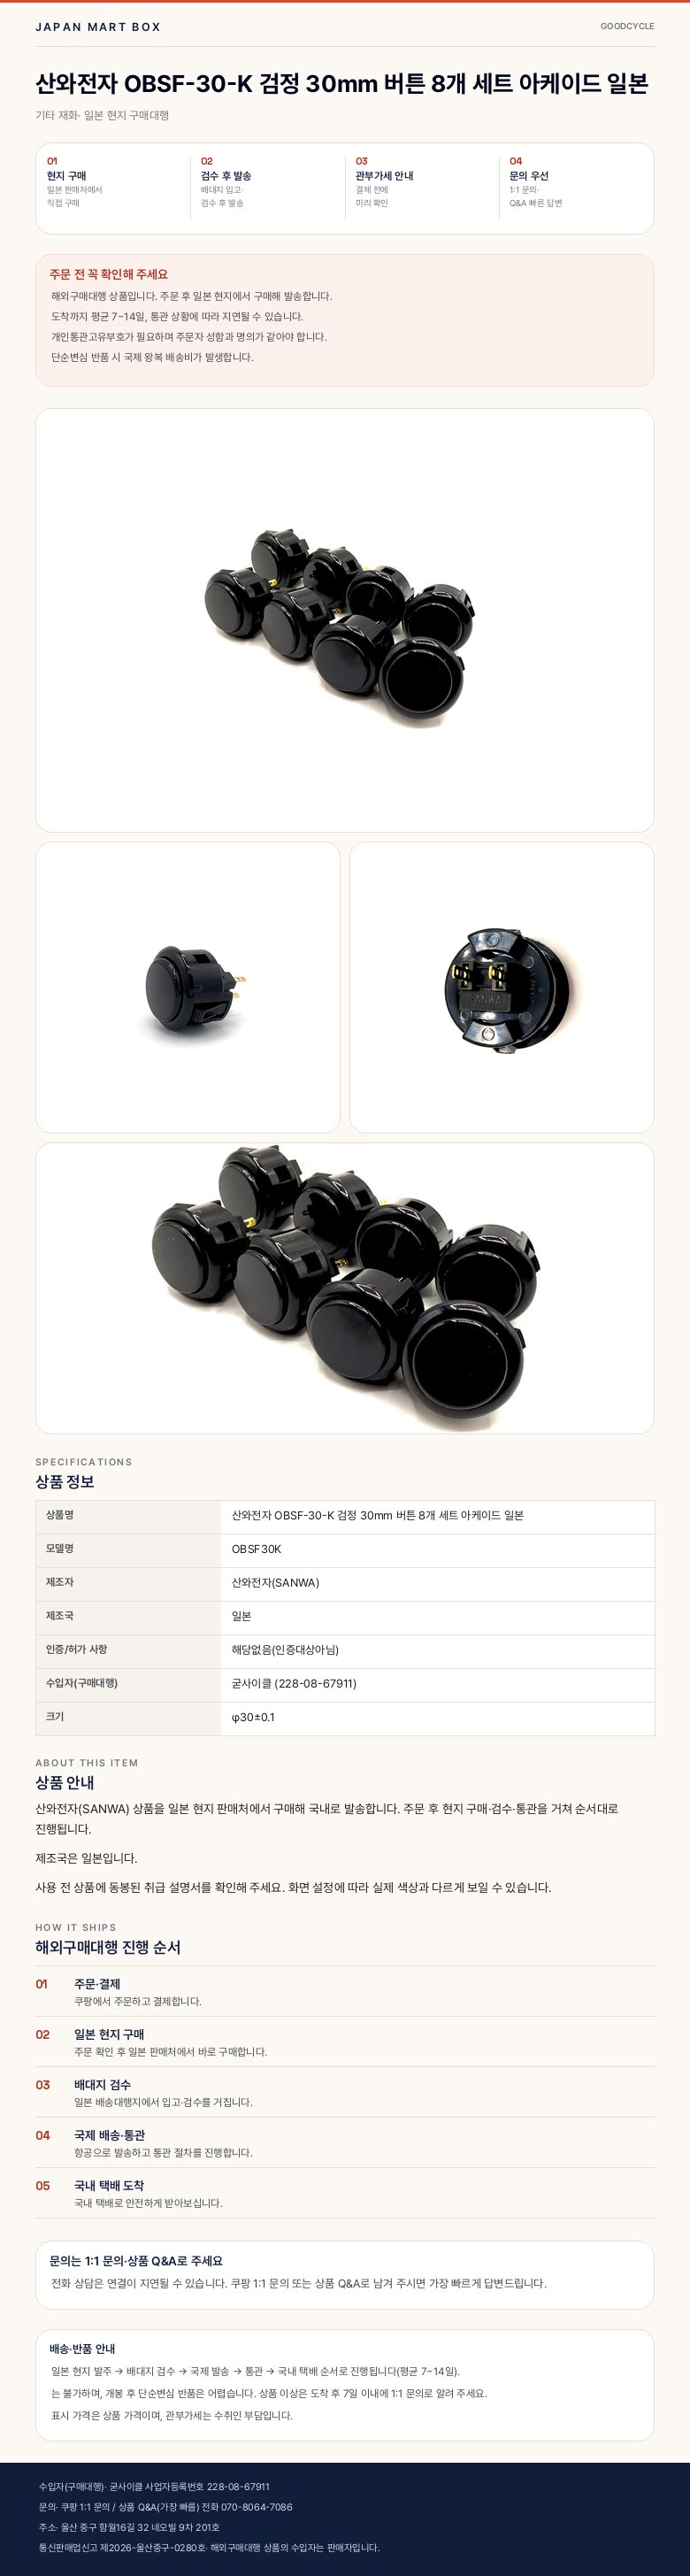 JAPAN MART BOX
GOODCYCLE
산와전자 OBSF-30-K 검정 30mm 버튼 8개 세트 아케이드 일본
기타 재화· 일본 현지 구매대행
01
현지 구매
일본 판매처에서
직접 구매
02
검수 후 발송
배대지 입고·
검수 후 발송
03
관부가세 안내
결제 전에
미리 확인
04
문의 우선
1:1 문의·
Q&A 빠른 답변
주문 전 꼭 확인해 주세요
해외구매대행 상품입니다. 주문 후 일본 현지에서 구매해 발송합니다.
도착까지 평균 7~14일, 통관 상황에 따라 지연될 수 있습니다.
개인통관고유부호가 필요하며 주문자 성함과 명의가 같아야 합니다.
단순변심 반품 시 국제 왕복 배송비가 발생합니다.
SANWA
SPECIFICATIONS
상품 정보
상품명 산와전자 OBSF-30-K 검정 30mm 버튼 8개 세트 아케이드 일본
모델명 OBSF30K
제조자 산와전자(SANWA)
제조국 일본
인증/허가 사항 해당없음(인증대상아님)
수입자(구매대행) 굳사이클 (228-08-67911)
크기 φ30±0.1
ABOUT THIS ITEM
상품 안내
산와전자(SANWA) 상품을 일본 현지 판매처에서 구매해 국내로 발송합니다. 주문 후 현지 구매·검수·통관을 거쳐 순서대로
진행됩니다.
제조국은 일본입니다.
사용 전 상품에 동봉된 취급 설명서를 확인해 주세요. 화면 설정에 따라 실제 색상과 다르게 보일 수 있습니다.
HOW IT SHIPS
해외구매대행 진행 순서
01
주문·결제
쿠팡에서 주문하고 결제합니다.
02
일본 현지 구매
주문 확인 후 일본 판매처에서 바로 구매합니다.
03
배대지 검수
일본 배송대행지에서 입고·검수를 거칩니다.
04
국제 배송·통관
항공으로 발송하고 통관 절차를 진행합니다.
05
국내 택배 도착
국내 택배로 안전하게 받아보십니다.
문의는 1:1 문의·상품 Q&A로 주세요
전화 상담은 연결이 지연될 수 있습니다. 쿠팡 1:1 문의 또는 상품 Q&A로 남겨 주시면 가장 빠르게 답변드립니다.
배송·반품 안내
일본 현지 발주 → 배대지 검수 → 국제 발송 → 통관 → 국내 택배 순서로 진행됩니다(평균 7~14일).
는 불가하며, 개봉 후 단순변심 반품은 어렵습니다. 상품 이상은 도착 후 7일 이내에 1:1 문의로 알려 주세요.
표시 가격은 상품 가격이며, 관부가세는 수취인 부담입니다.
수입자(구매대행)· 굳사이클 사업자등록번호 228-08-67911
문의· 쿠팡 1:1 문의 / 상품 Q&A(가장 빠름) 전화 070-8064-7086
주소· 울산 중구 함월16길 32 네오빌 9차 201호
통신판매업신고 제2026-울산중구-0280호· 해외구매대행 상품의 수입자는 판매자입니다.